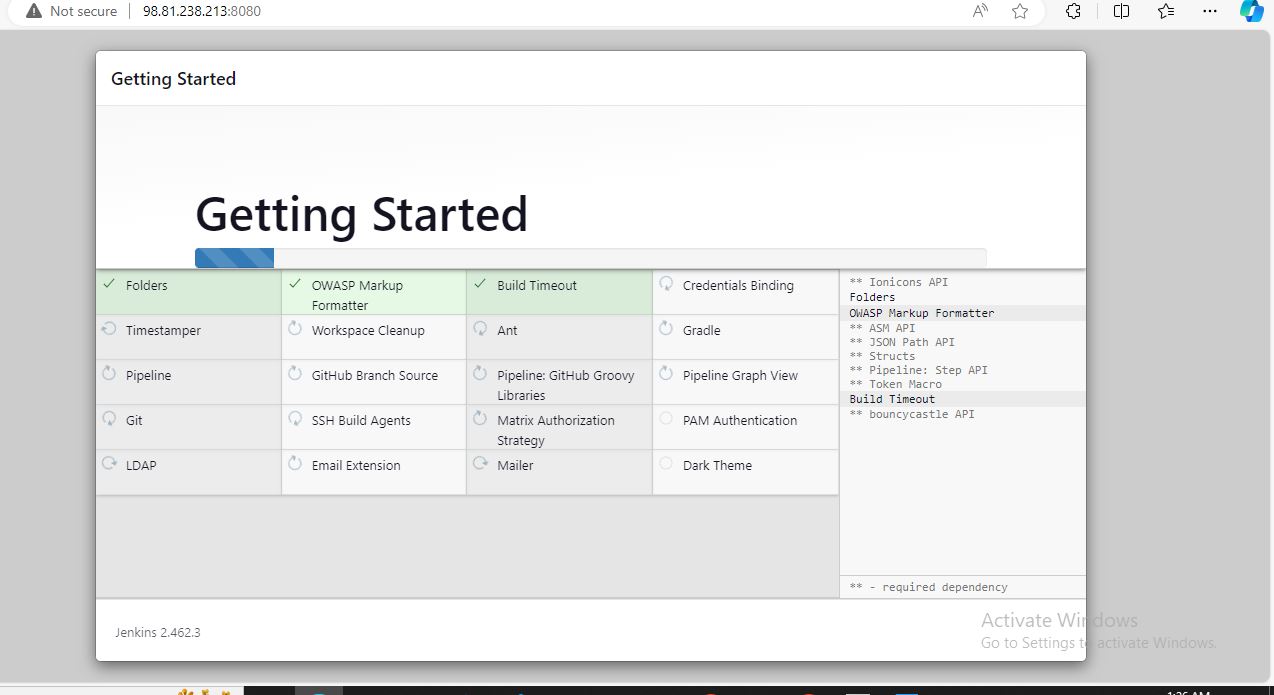 Not secure | 98.81.238.213:8080
Getting Started
Getting Started
Folders
OWASP Markup
Formatter
Build Timeout
Credentials Binding
Timestamper
Workspace Cleanup
Ant
Gradle
Pipeline
GitHub Branch Source
Pipeline: GitHub Groovy
Libraries
Pipeline Graph View
Git
SSH Build Agents
Matrix Authorization
Strategy
PAM Authentication
LDAP
Email Extension
Mailer
Dark Theme
** Ionicons API
Folders
OWASP Markup Formatter
** ASM API
** JSON Path API
** Structs
** Pipeline: Step API
** Token Macro
Build Timeout
** bouncycastle API
** - required dependency
Jenkins 2.462.3
Activate Windows
Go to Settings to activate Windows.
1:26 AM